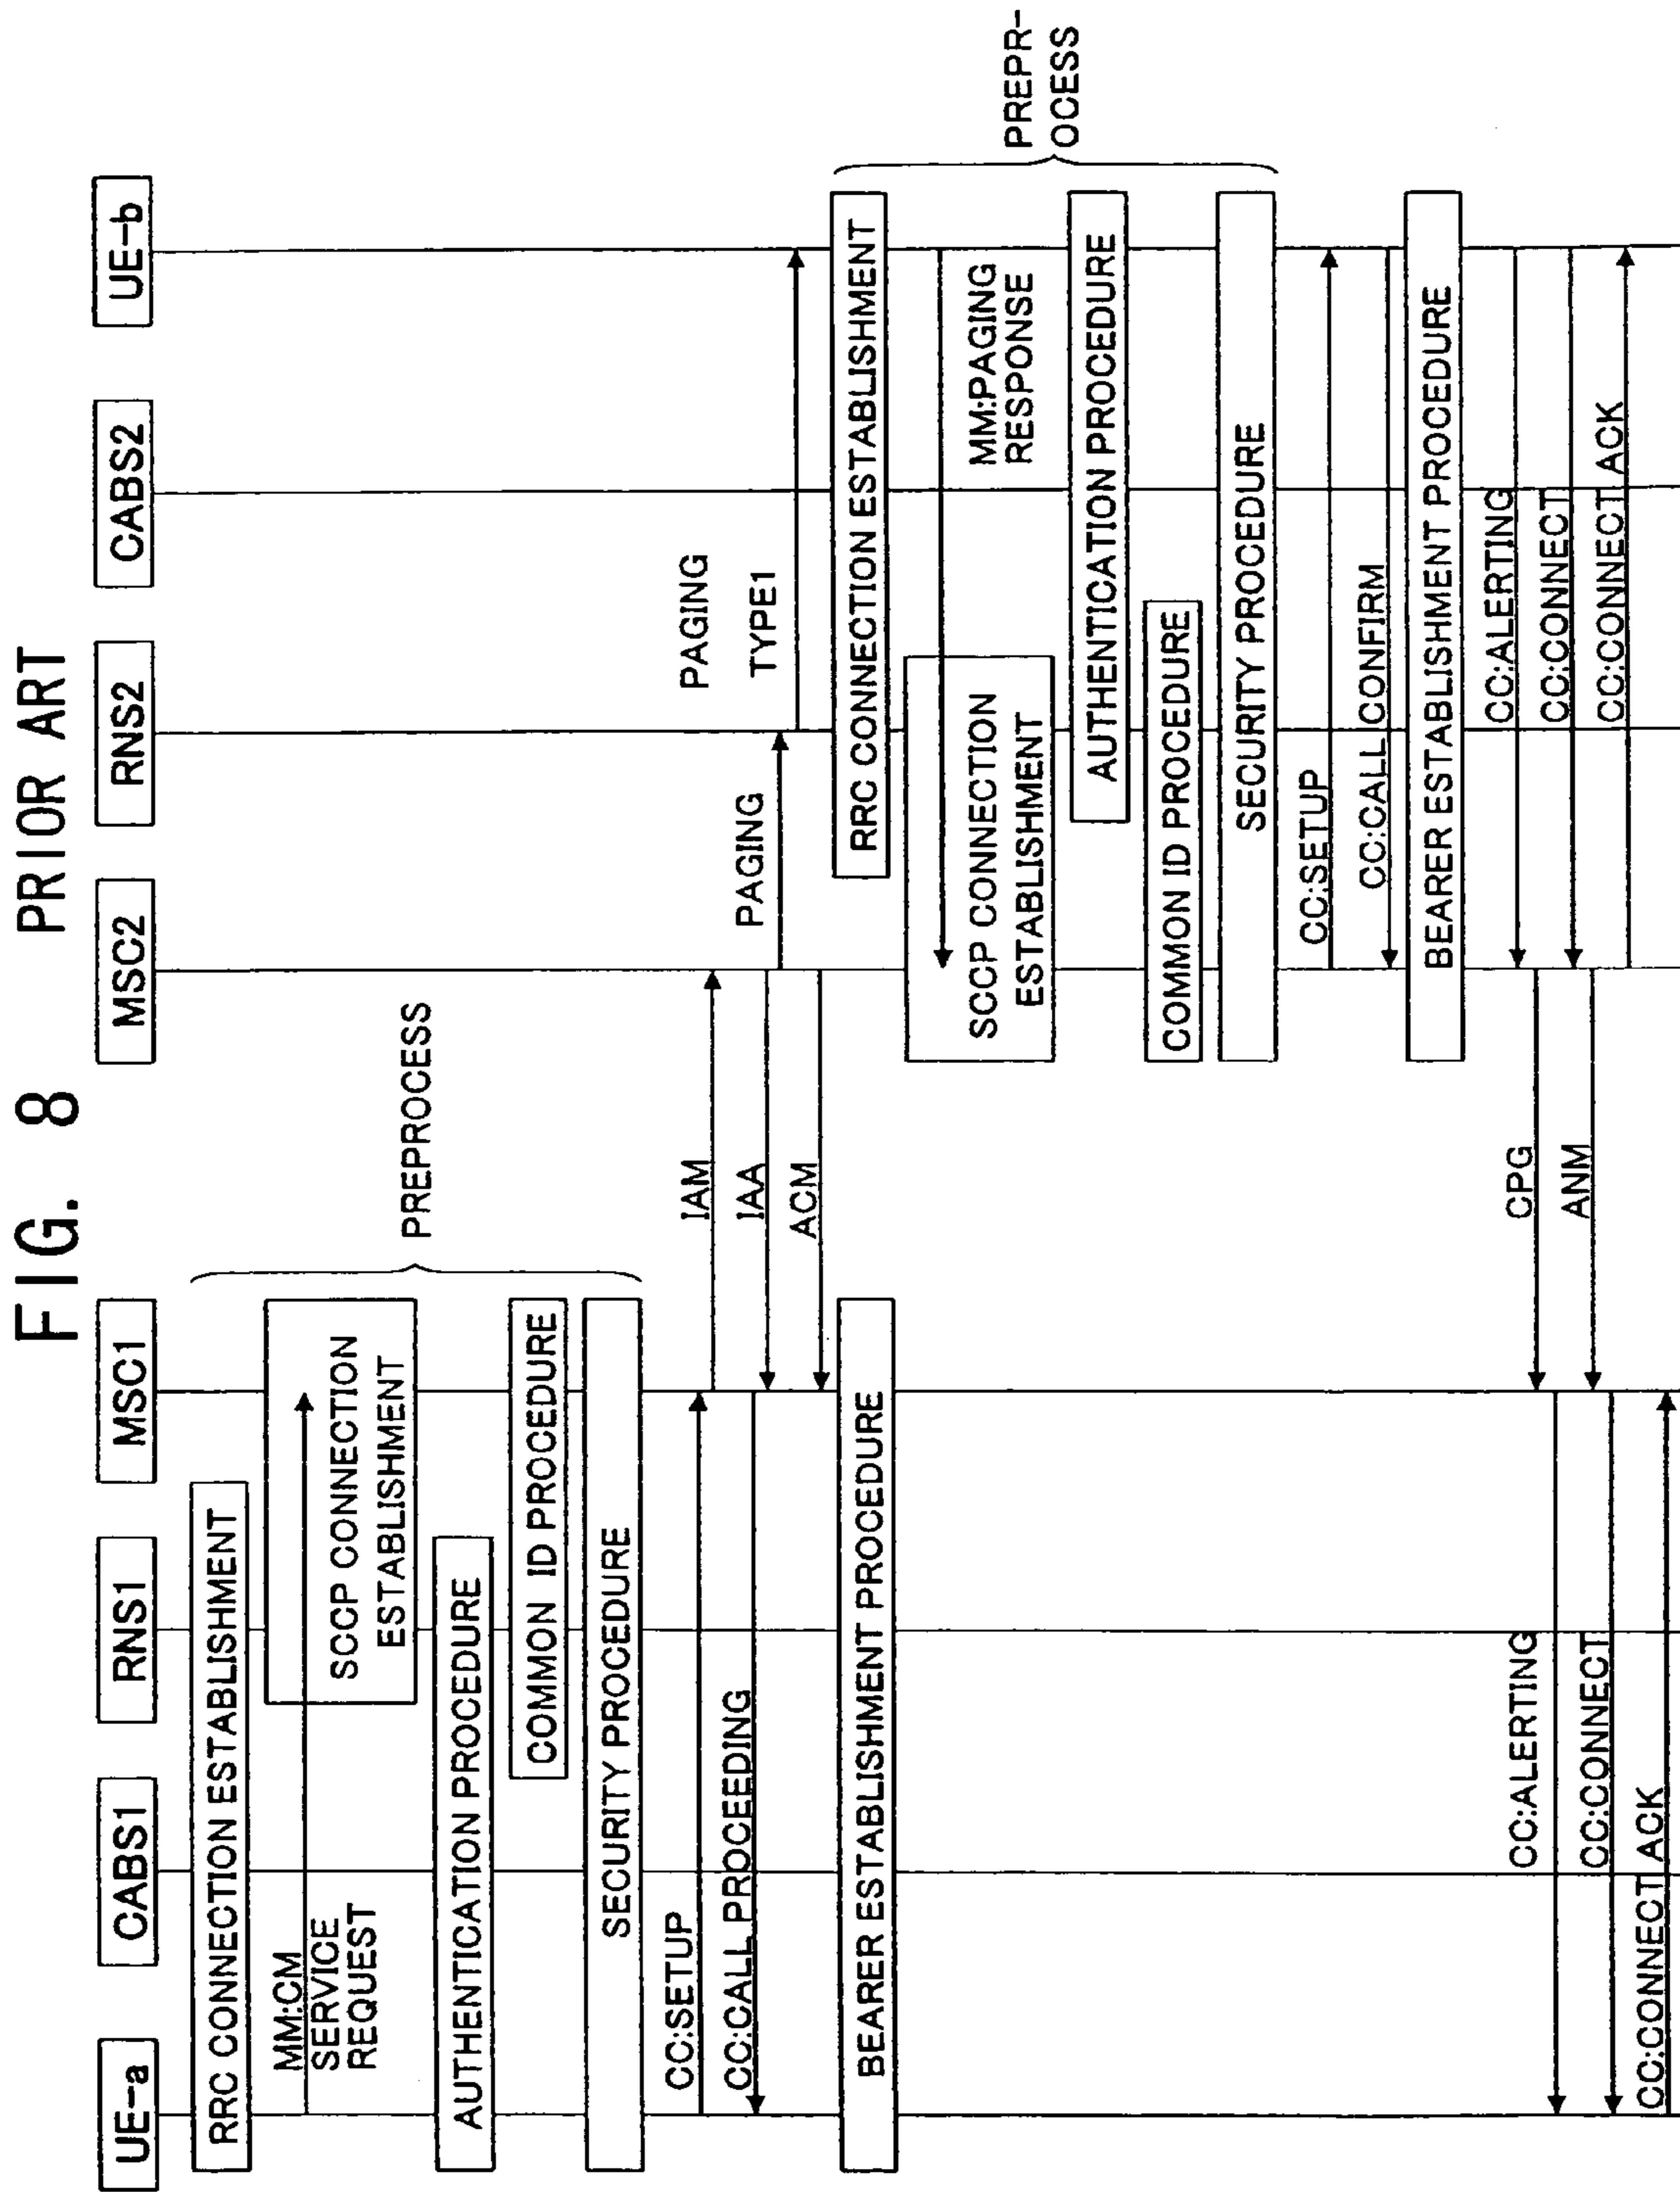 FIG. 8 PRIOR ART
UE-a
CABS1
RNS1
MSC1
MSC2
RNS2
CABS2
UE-b
RRC CONNECTION ESTABLISHMENT
MM:CM
SERVICE
REQUEST
SCCP CONNECTION
ESTABLISHMENT
AUTHENTICATION PROCEDURE
COMMON ID PROCEDURE
SECURITY PROCEDURE
PREPROCESS
CC:SETUP
IAM
CC:CALL PROCEEDING
IAA
ACM
PAGING
PAGING
TYPE1
BEARER ESTABLISHMENT PROCEDURE
RRC CONNECTION ESTABLISHMENT
MM:PAGING
RESPONSE
SCCP CONNECTION
ESTABLISHMENT
AUTHENTICATION PROCEDURE
COMMON ID PROCEDURE
SECURITY PROCEDURE
PREPR-
OCESS
CC:SETUP
CC:CALL CONFIRM
BEARER ESTABLISHMENT PROCEDURE
CC:ALERTING
CPG
CC:ALERTING
CC:CONNECT
ANM
CC:CONNECT
CC:CONNECT ACK
CC:CONNECT ACK